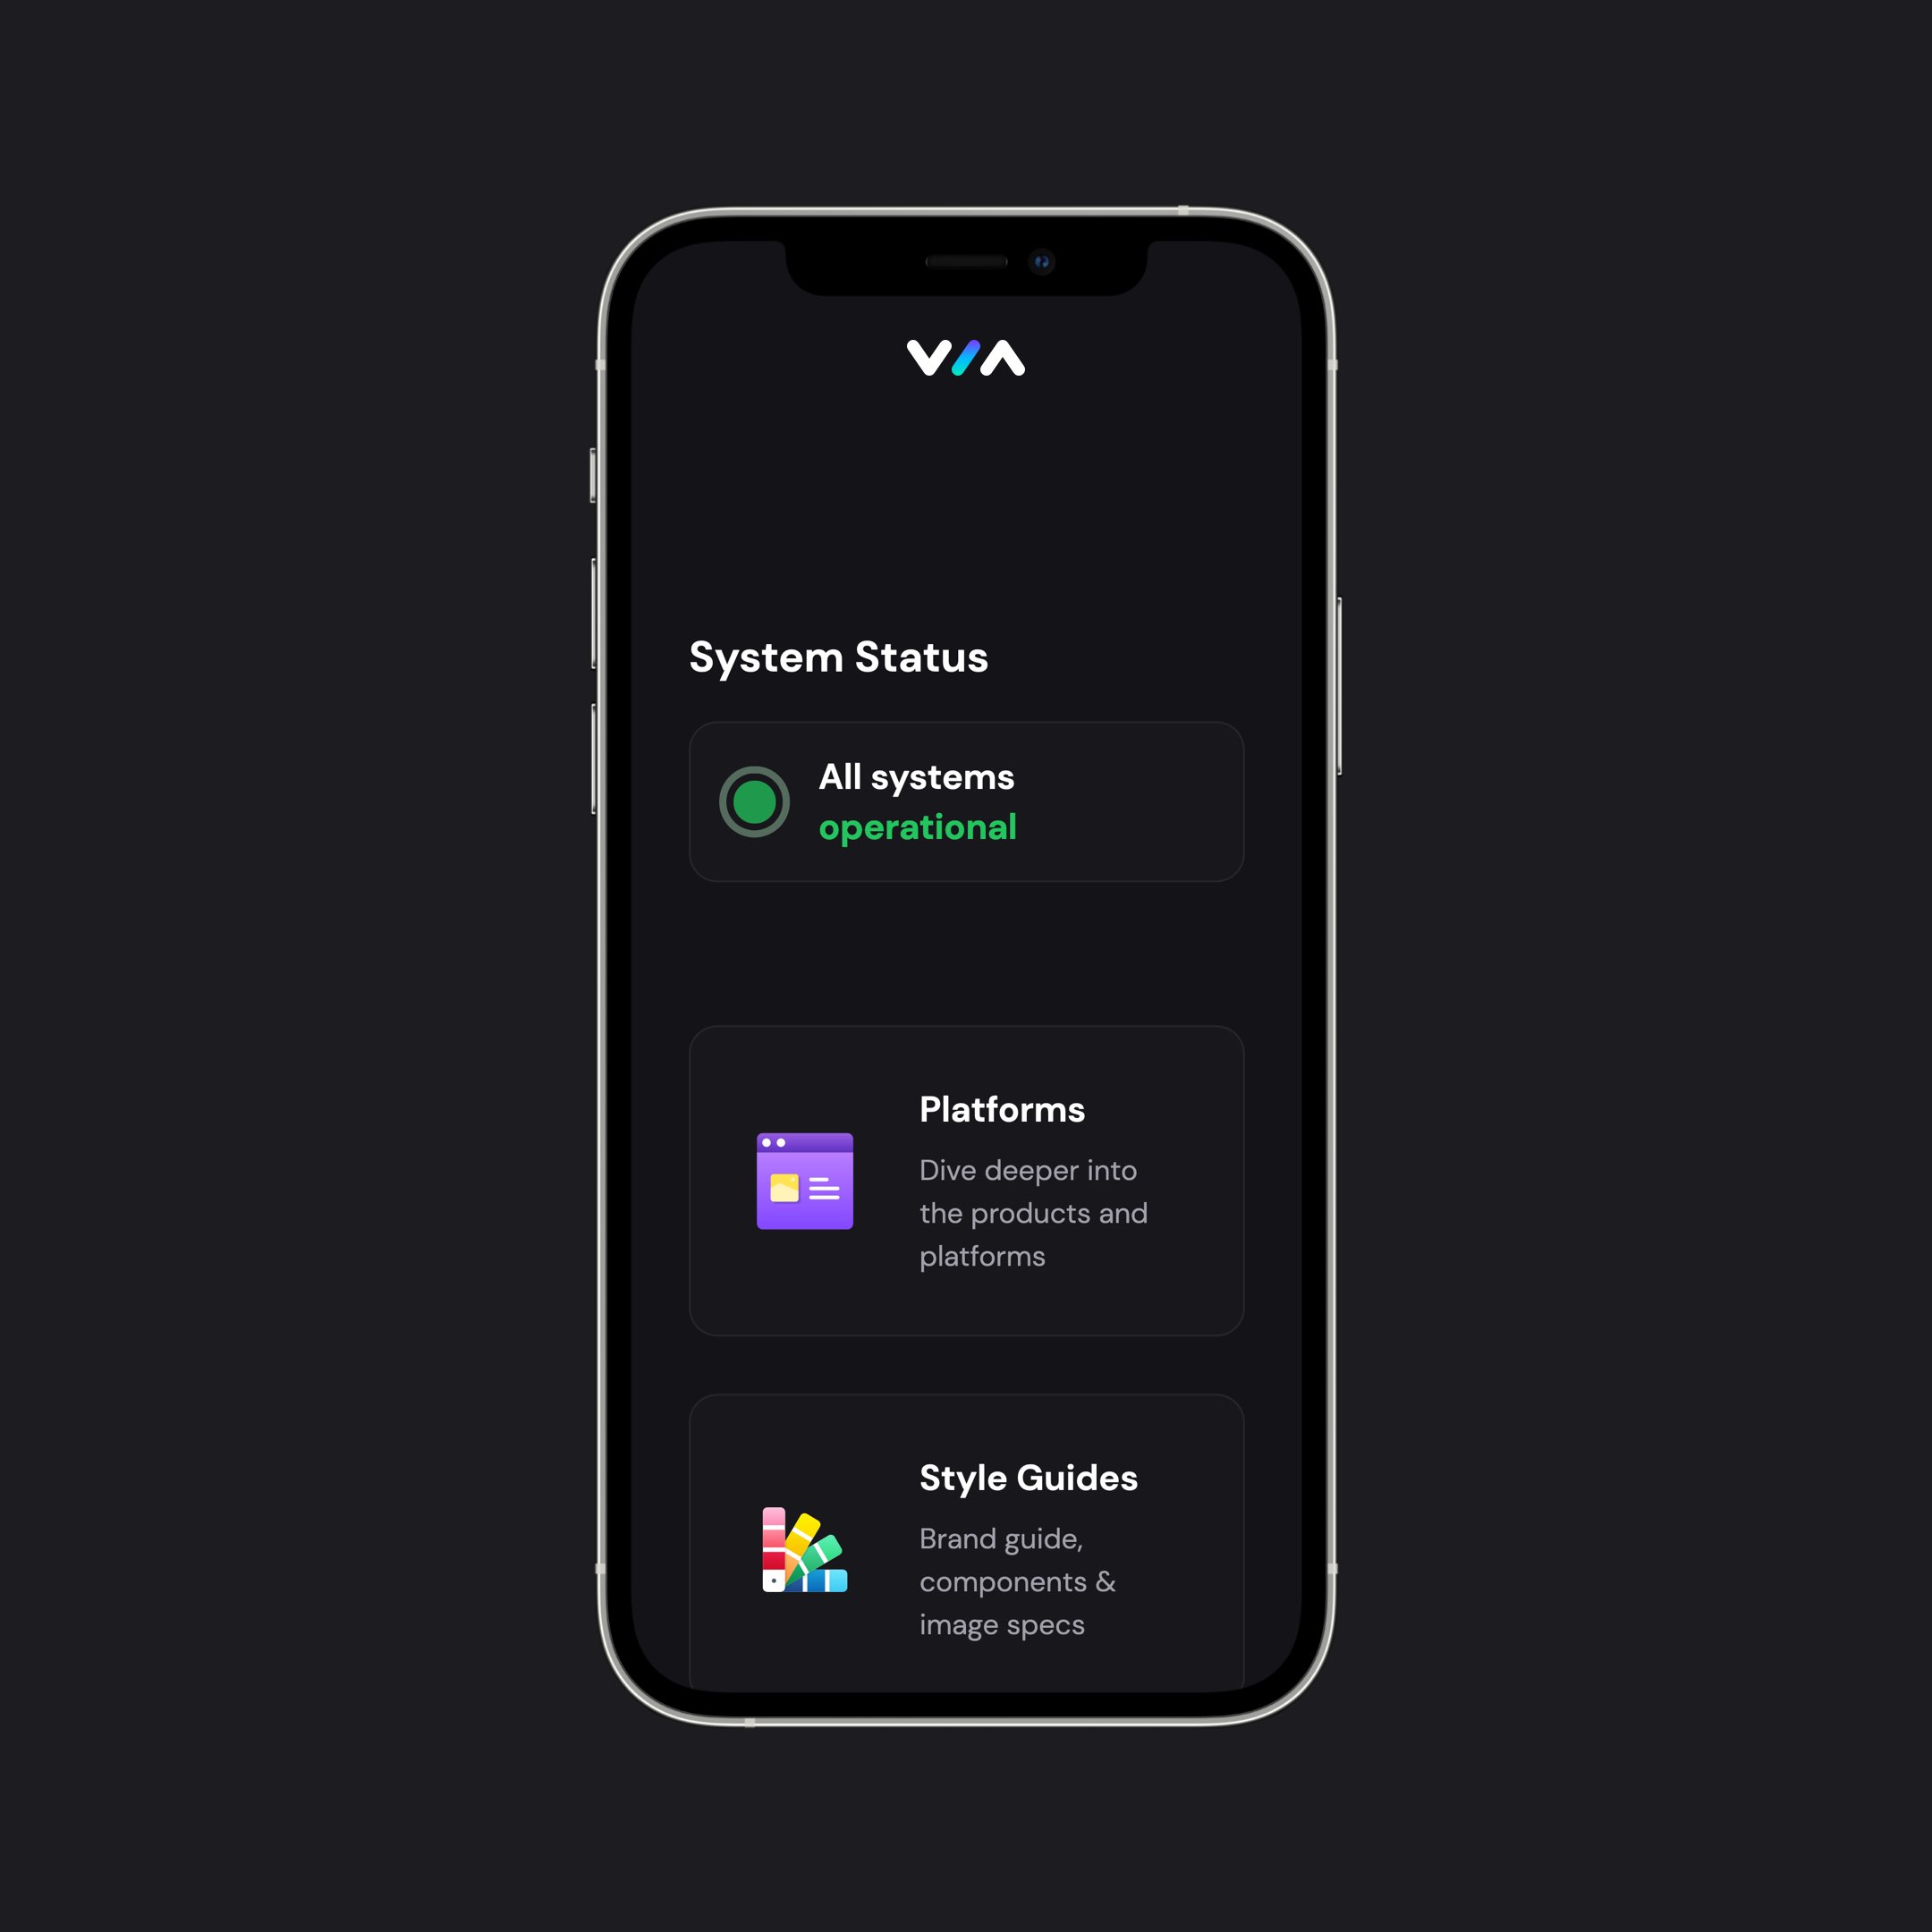 VIA
System Status
All systems
operational
Platforms
Dive deeper into
the products and
platforms
Style Guides
Brand guide,
components &
image specs